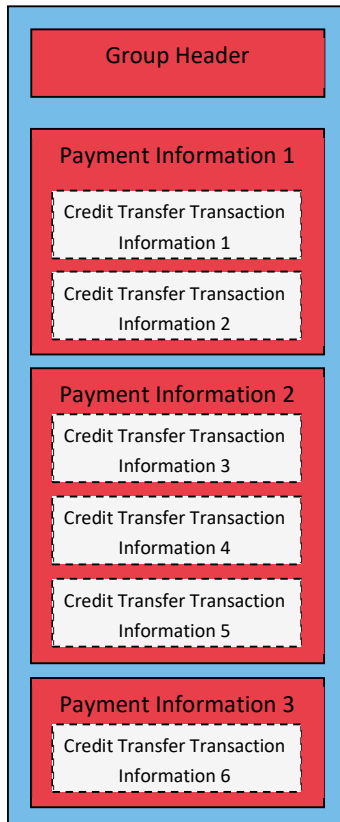 Group Header
Payment Information 1
Credit Transfer Transaction
Information 1
Credit Transfer Transaction
Information 2
Payment Information 2
Credit Transfer Transaction
Information 3
Credit Transfer Transaction
Information 4
Credit Transfer Transaction
Information 5
Payment Information 3
Credit Transfer Transaction
Information 6